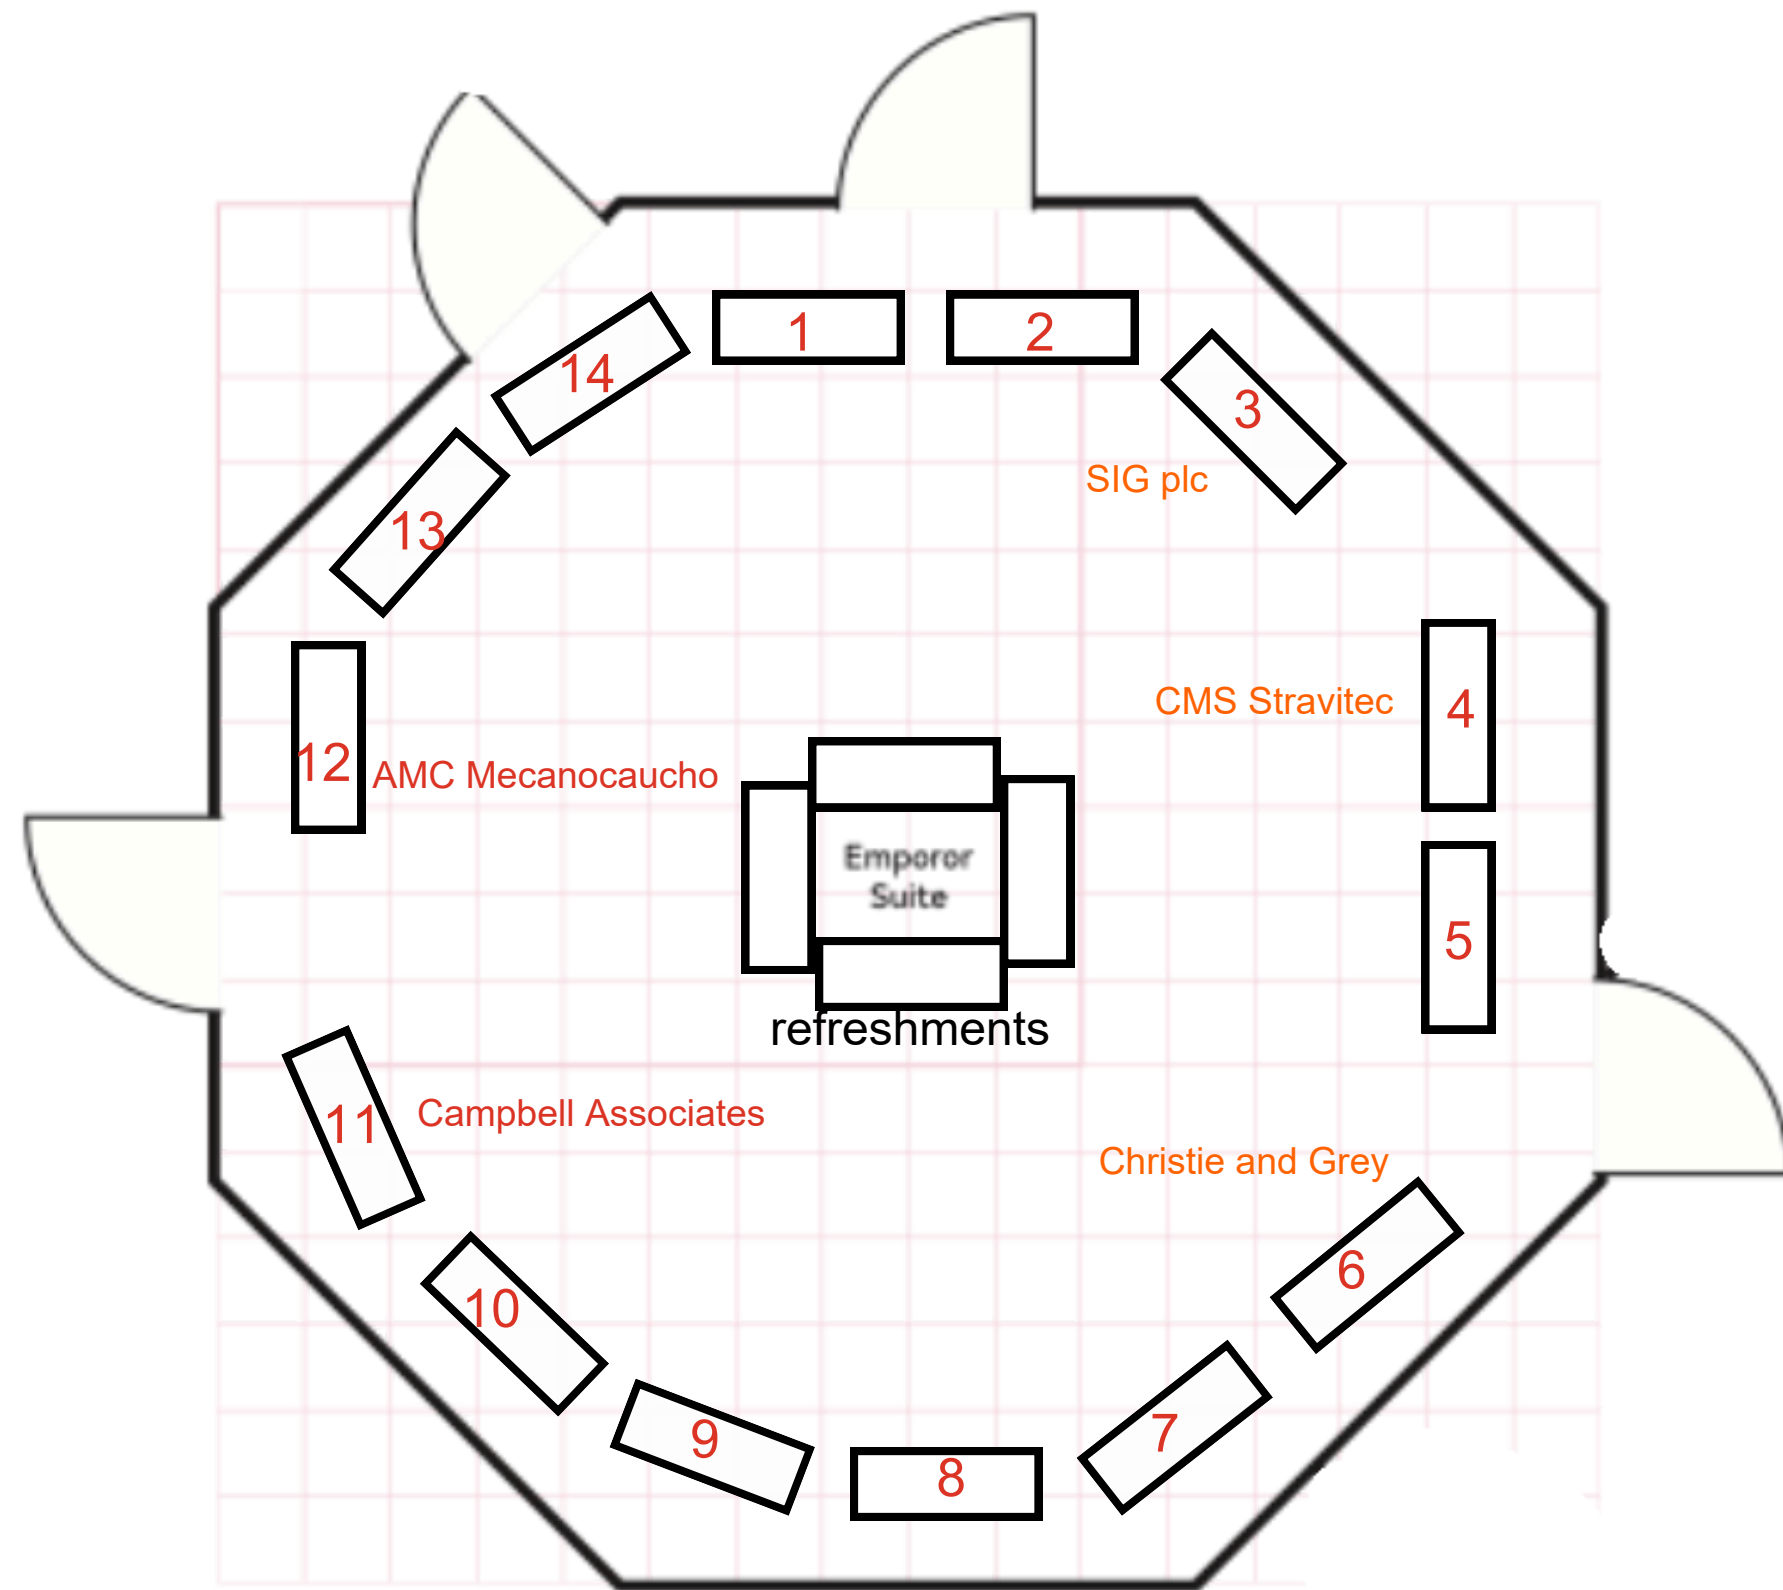 1
2
14
3
SIG plc
13
CMS Stravitec
4
12
AMC Mecanocaucho
Emporor
Suite
5
refreshments
11
Campbell Associates
Christie and Grey
6
10
7
9
8